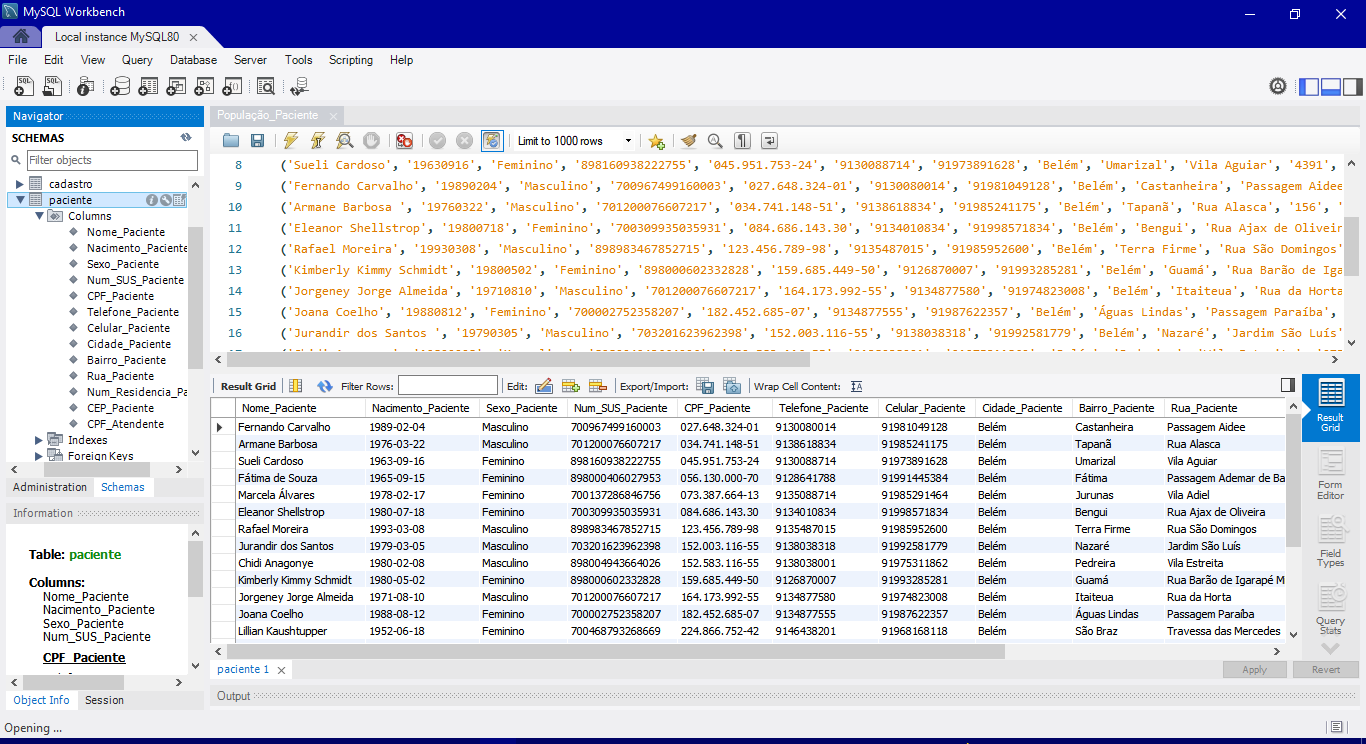 MySQL Workbench
Local instance MySQL80
File Edit View Query Database Server Tools Scripting Help
Navigator
SCHEMAS
Filter objects
cadastro
paciente
Columns
Nome_Paciente
Nacimento_Paciente
Sexo_Paciente
Num_SUS_Paciente
CPF_Paciente
Telefone_Paciente
Celular_Paciente
Cidade_Paciente
Bairro_Paciente
Rua_Paciente
Num_Residencia_Pa
CEP_Paciente
CPF_Atendente
Indexes
Foreign Keys
Administration Schemas
Information
Table: paciente
Columns:
Nome_Paciente
Nacimento_Paciente
Sexo_Paciente
Num_SUS_Paciente
CPF_Paciente
Object Info Session
População_Paciente
Limit to 1000 rows
8 ('Sueli Cardoso', '19630916', 'Feminino', '898160938222755', '045.951.753-24', '9130088714', '91973891628', 'Belém', 'Umarizal', 'Vila Aguiar', '4391',
9 ('Fernando Carvalho', '19890204', 'Masculino', '700967499160003', '027.648.324-01', '9130080014', '91981049128', 'Belém', 'Castanheira', 'Passagem Aidee
10 ('Armane Barbosa ', '19760322', 'Masculino', '701200076607217', '034.741.148-51', '9138618834', '91985241175', 'Belém', 'Tapanã', 'Rua Alasca', '156', '
11 ('Eleanor Shellstrop', '19800718', 'Feminino', '700309935035931', '084.686.143.30', '9134010834', '91998571834', 'Belém', 'Bengui', 'Rua Ajax de Oliveir
12 ('Rafael Moreira', '19930308', 'Masculino', '898983467852715', '123.456.789-98', '9135487015', '91985952600', 'Belém', 'Terra Firme', 'Rua São Domingos'
13 ('Kimberly Kimmy Schmidt', '19800502', 'Feminino', '898000602332828', '159.685.449-50', '9126870007', '91993285281', 'Belém', 'Guamá', 'Rua Barão de Iga
14 ('Jorgeney Jorge Almeida', '19710810', 'Masculino', '701200076607217', '164.173.992-55', '9134877580', '91974823008', 'Belém', 'Itaiteua', 'Rua da Horta
15 ('Joana Coelho', '19880812', 'Feminino', '700002752358207', '182.452.685-07', '9134877555', '91987622357', 'Belém', 'Águas Lindas', 'Passagem Paraíba',
16 ('Jurandir dos Santos ', '19790305', 'Masculino', '703201623962398', '152.003.116-55', '9138038318', '91992581779', 'Belém', 'Nazaré', 'Jardim São Luís'
Result Grid Filter Rows: Edit: Export/Import: Wrap Cell Content:
Nome_Paciente Nacimento_Paciente Sexo_Paciente Num_SUS_Paciente CPF_Paciente Telefone_Paciente Celular_Paciente Cidade_Paciente Bairro_Paciente Rua_Paciente
Fernando Carvalho 1989-02-04 Masculino 700967499160003 027.648.324-01 9130080014 91981049128 Belém Castanheira Passagem Aidee
Armane Barbosa 1976-03-22 Masculino 701200076607217 034.741.148-51 9138618834 91985241175 Belém Tapanã Rua Alasca
Sueli Cardoso 1963-09-16 Feminino 898160938222755 045.951.753-24 9130088714 91973891628 Belém Umarizal Vila Aguiar
Fátima de Souza 1965-09-15 Feminino 898000406027953 056.130.000-70 9128641788 91991445384 Belém Fátima Passagem Ademar de Ba
Marcela Álvares 1978-02-17 Feminino 700137286846756 073.387.664-13 9135088714 91985291464 Belém Jurunas Vila Adiel
Eleanor Shellstrop 1980-07-18 Feminino 700309935035931 084.686.143.30 9134010834 91998571834 Belém Bengui Rua Ajax de Oliveira
Rafael Moreira 1993-03-08 Masculino 898983467852715 123.456.789-98 9135487015 91985952600 Belém Terra Firme Rua São Domingos
Jurandir dos Santos 1979-03-05 Masculino 703201623962398 152.003.116-55 9138038318 91992581779 Belém Nazaré Jardim São Luís
Chidi Anagonye 1980-02-08 Masculino 898004943664026 152.583.116-55 9138038001 91975311862 Belém Pedreira Vila Estreita
Kimberly Kimmy Schmidt 1980-05-02 Feminino 898000602332828 159.685.449-50 9126870007 91993285281 Belém Guamá Rua Barão de Igarapé M
Jorgeney Jorge Almeida 1971-08-10 Masculino 701200076607217 164.173.992-55 9134877580 91974823008 Belém Itaiteua Rua da Horta
Joana Coelho 1988-08-12 Feminino 700002752358207 182.452.685-07 9134877555 91987622357 Belém Águas Lindas Passagem Paraíba
Lillian Kaushtupper 1952-06-18 Feminino 700468793268669 224.866.752-42 9146438201 91968168118 Belém São Braz Travessa das Mercedes
Result Grid
Form Editor
Field Types
Query Stats
paciente 1
Apply Revert
Output
Opening ...